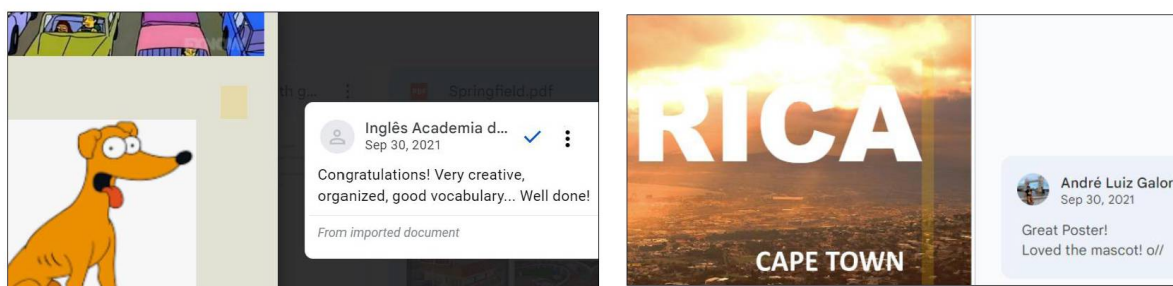 Springfield.pdf
Inglês Academia d...
Sep 30, 2021
Congratulations! Very creative,
organized, good vocabulary... Well done!
From imported document
RICA
CAPE TOWN
André Luiz Galor
Sep 30, 2021
Great Poster!
Loved the mascot! o//